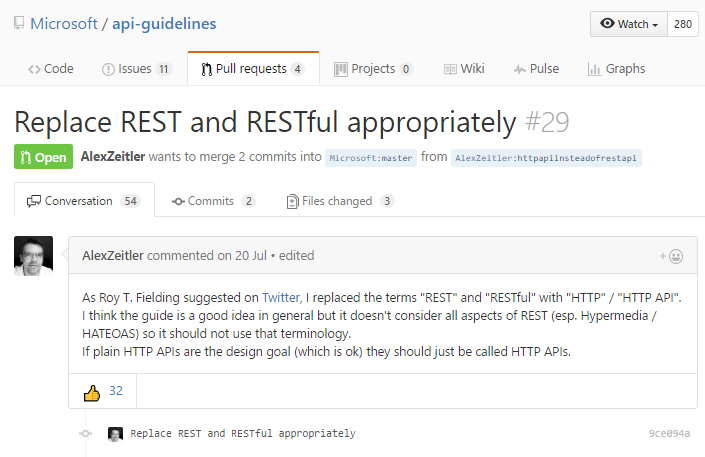 Microsoft / api-guidelines
Watch 280
Code Issues 11 Pull requests 4 Projects 0 Wiki Pulse Graphs
Replace REST and RESTful appropriately #29
Open AlexZeitler wants to merge 2 commits into Microsoft:master from AlexZeitler:httpapiinsteadofrestapi
Conversation 54 Commits 2 Files changed 3
AlexZeitler commented on 20 Jul • edited
As Roy T. Fielding suggested on Twitter, I replaced the terms "REST" and "RESTful" with "HTTP" / "HTTP API".
I think the guide is a good idea in general but it doesn't consider all aspects of REST (esp. Hypermedia /
HATEOAS) so it should not use that terminology.
If plain HTTP APIs are the design goal (which is ok) they should just be called HTTP APIs.
32
Replace REST and RESTful appropriately 9ce094a